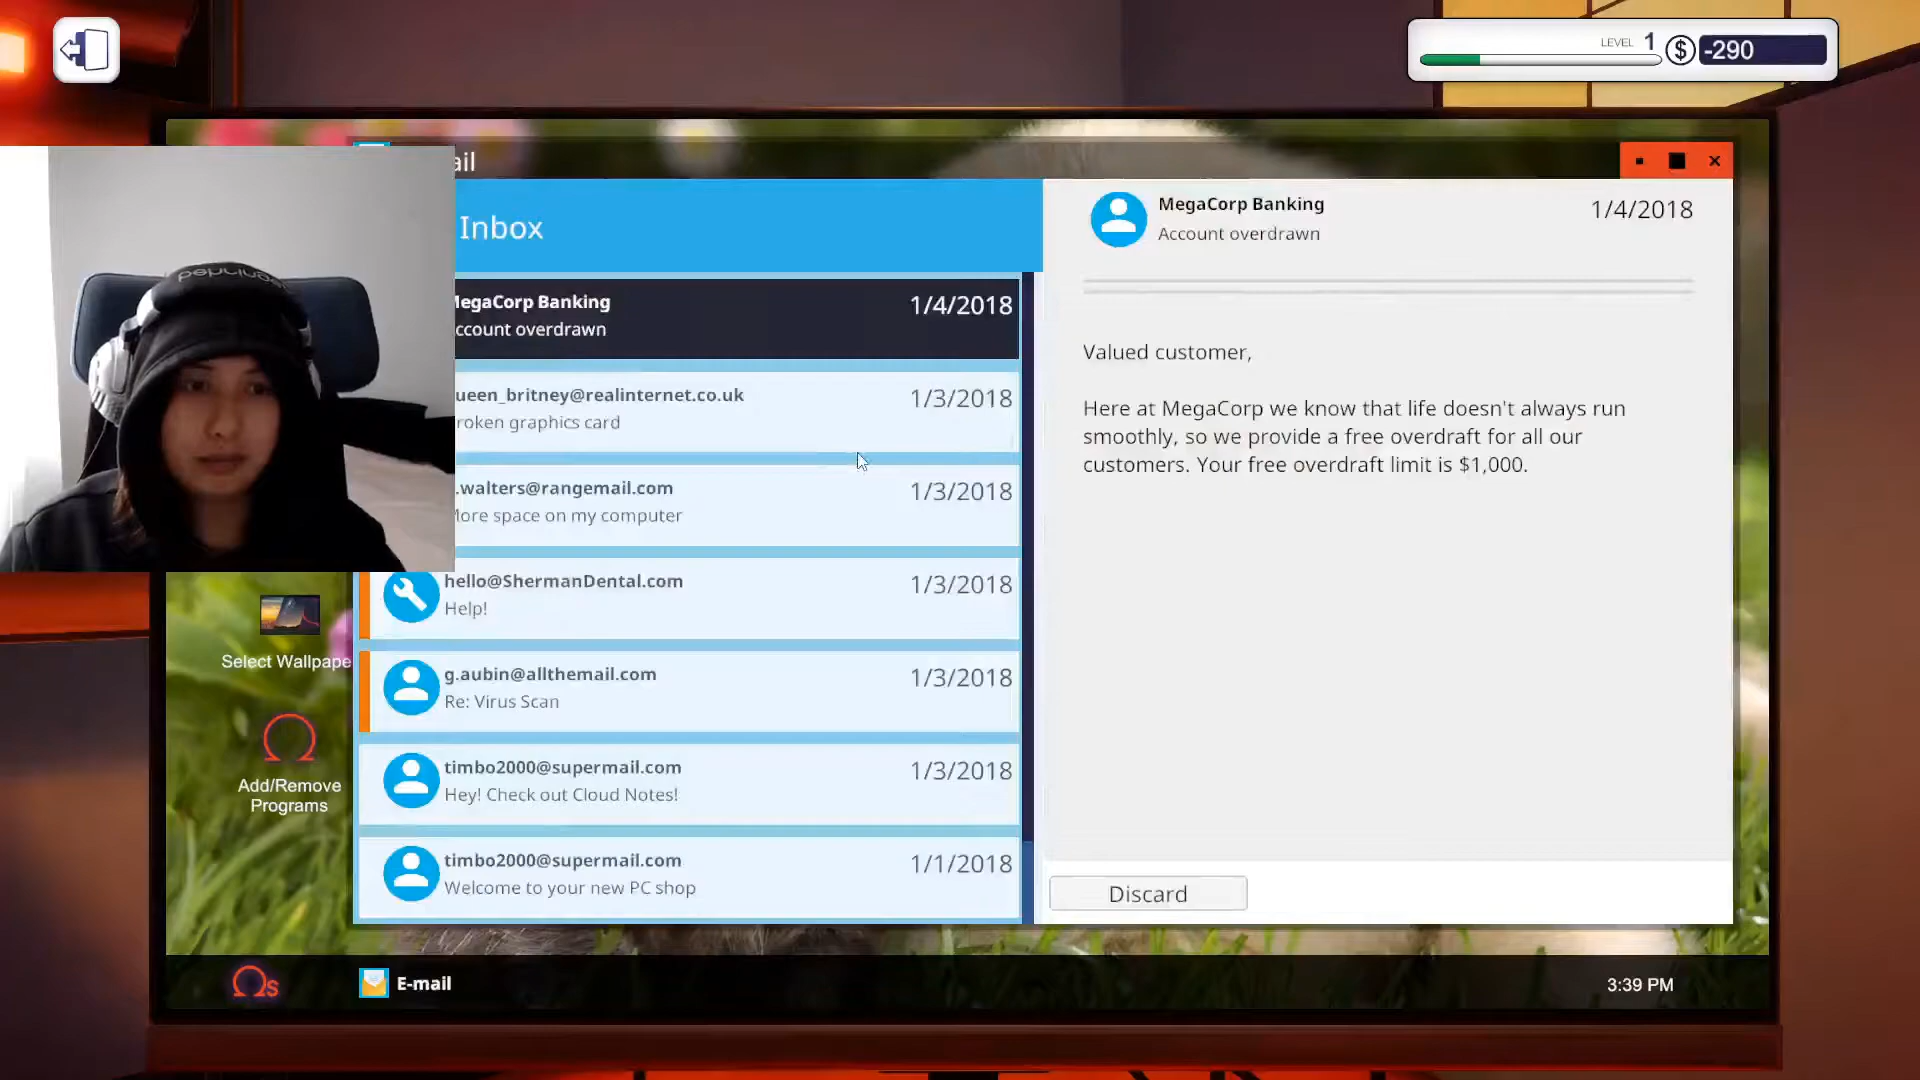 LEVEL 1
-290
ail
Inbox
MegaCorp Banking
1/4/2018
Account overdrawn
MegaCorp Banking
1/4/2018
ccount overdrawn
ueen_britney@realinternet.co.uk
1/3/2018
roken graphics card
.walters@rangemail.com
1/3/2018
More space on my computer
hello@ShermanDental.com
1/3/2018
Help!
g.aubin@allthemail.com
1/3/2018
Re: Virus Scan
timbo2000@supermail.com
1/3/2018
Hey! Check out Cloud Notes!
timbo2000@supermail.com
1/1/2018
Welcome to your new PC shop
Valued customer,
Here at MegaCorp we know that life doesn't always run
smoothly, so we provide a free overdraft for all our
customers. Your free overdraft limit is $1,000.
Discard
Select Wallpape
Add/Remove
Programs
E-mail
3:39 PM